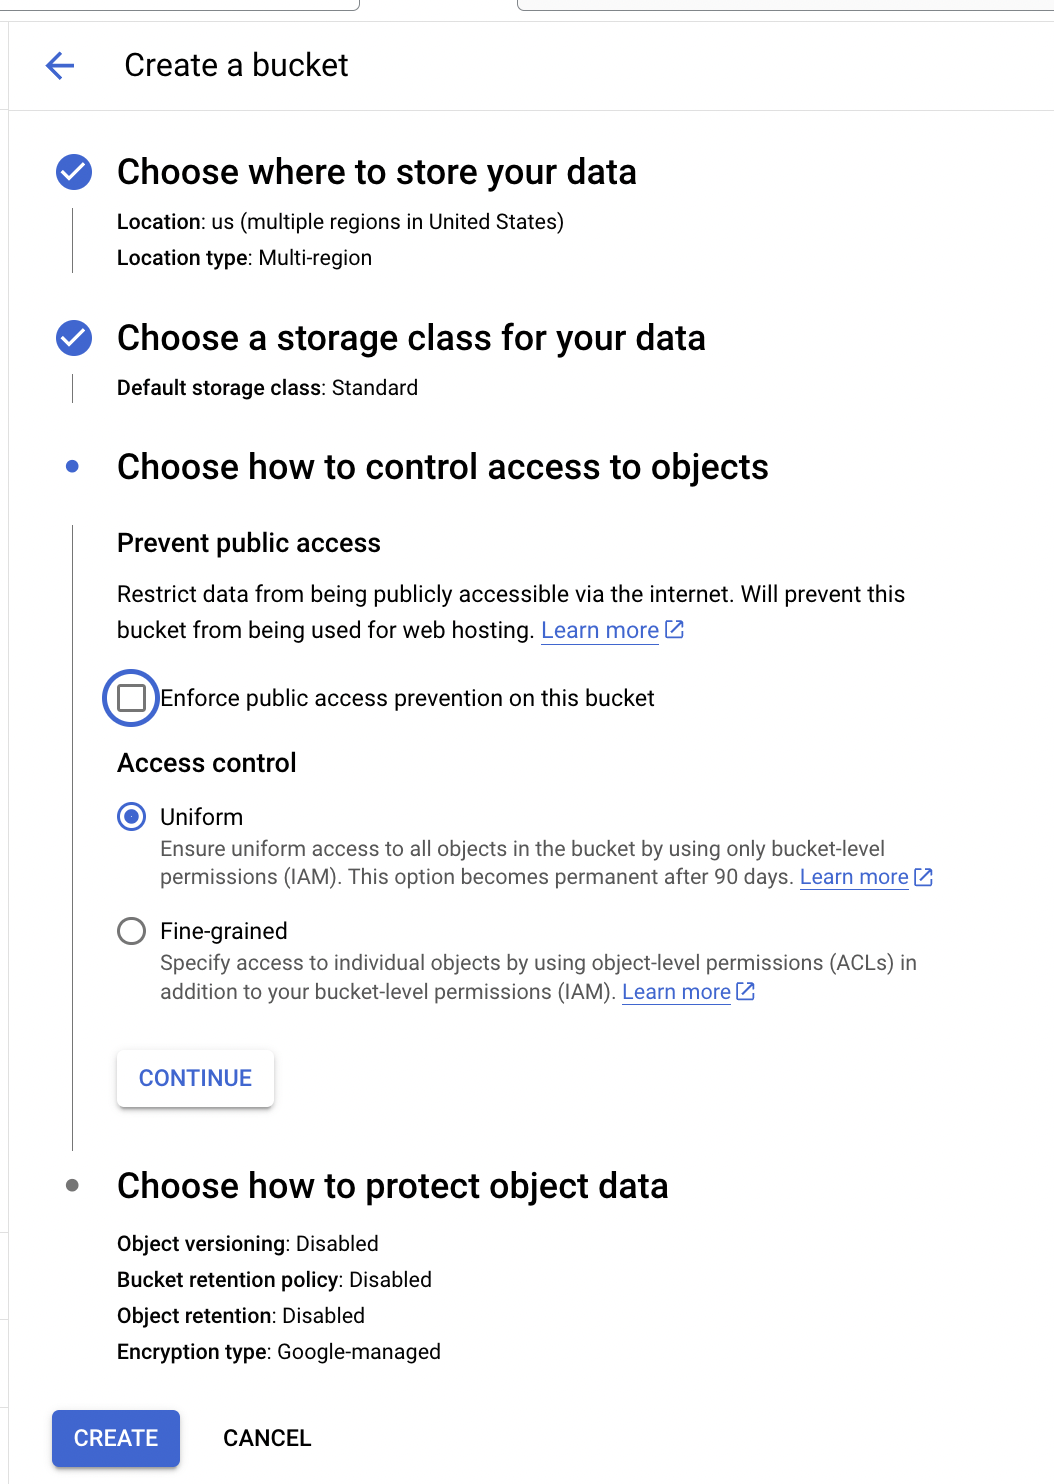 Create a bucket
Choose where to store your data
Location: us (multiple regions in United States)
Location type: Multi-region
Choose a storage class for your data
Default storage class: Standard
Choose how to control access to objects
Prevent public access
Restrict data from being publicly accessible via the internet. Will prevent this
bucket from being used for web hosting. Learn more
Enforce public access prevention on this bucket
Access control
Uniform
Ensure uniform access to all objects in the bucket by using only bucket-level
permissions (IAM). This option becomes permanent after 90 days. Learn more
Fine-grained
Specify access to individual objects by using object-level permissions (ACLs) in
addition to your bucket-level permissions (IAM). Learn more
CONTINUE
Choose how to protect object data
Object versioning: Disabled
Bucket retention policy: Disabled
Object retention: Disabled
Encryption type: Google-managed
CREATE CANCEL